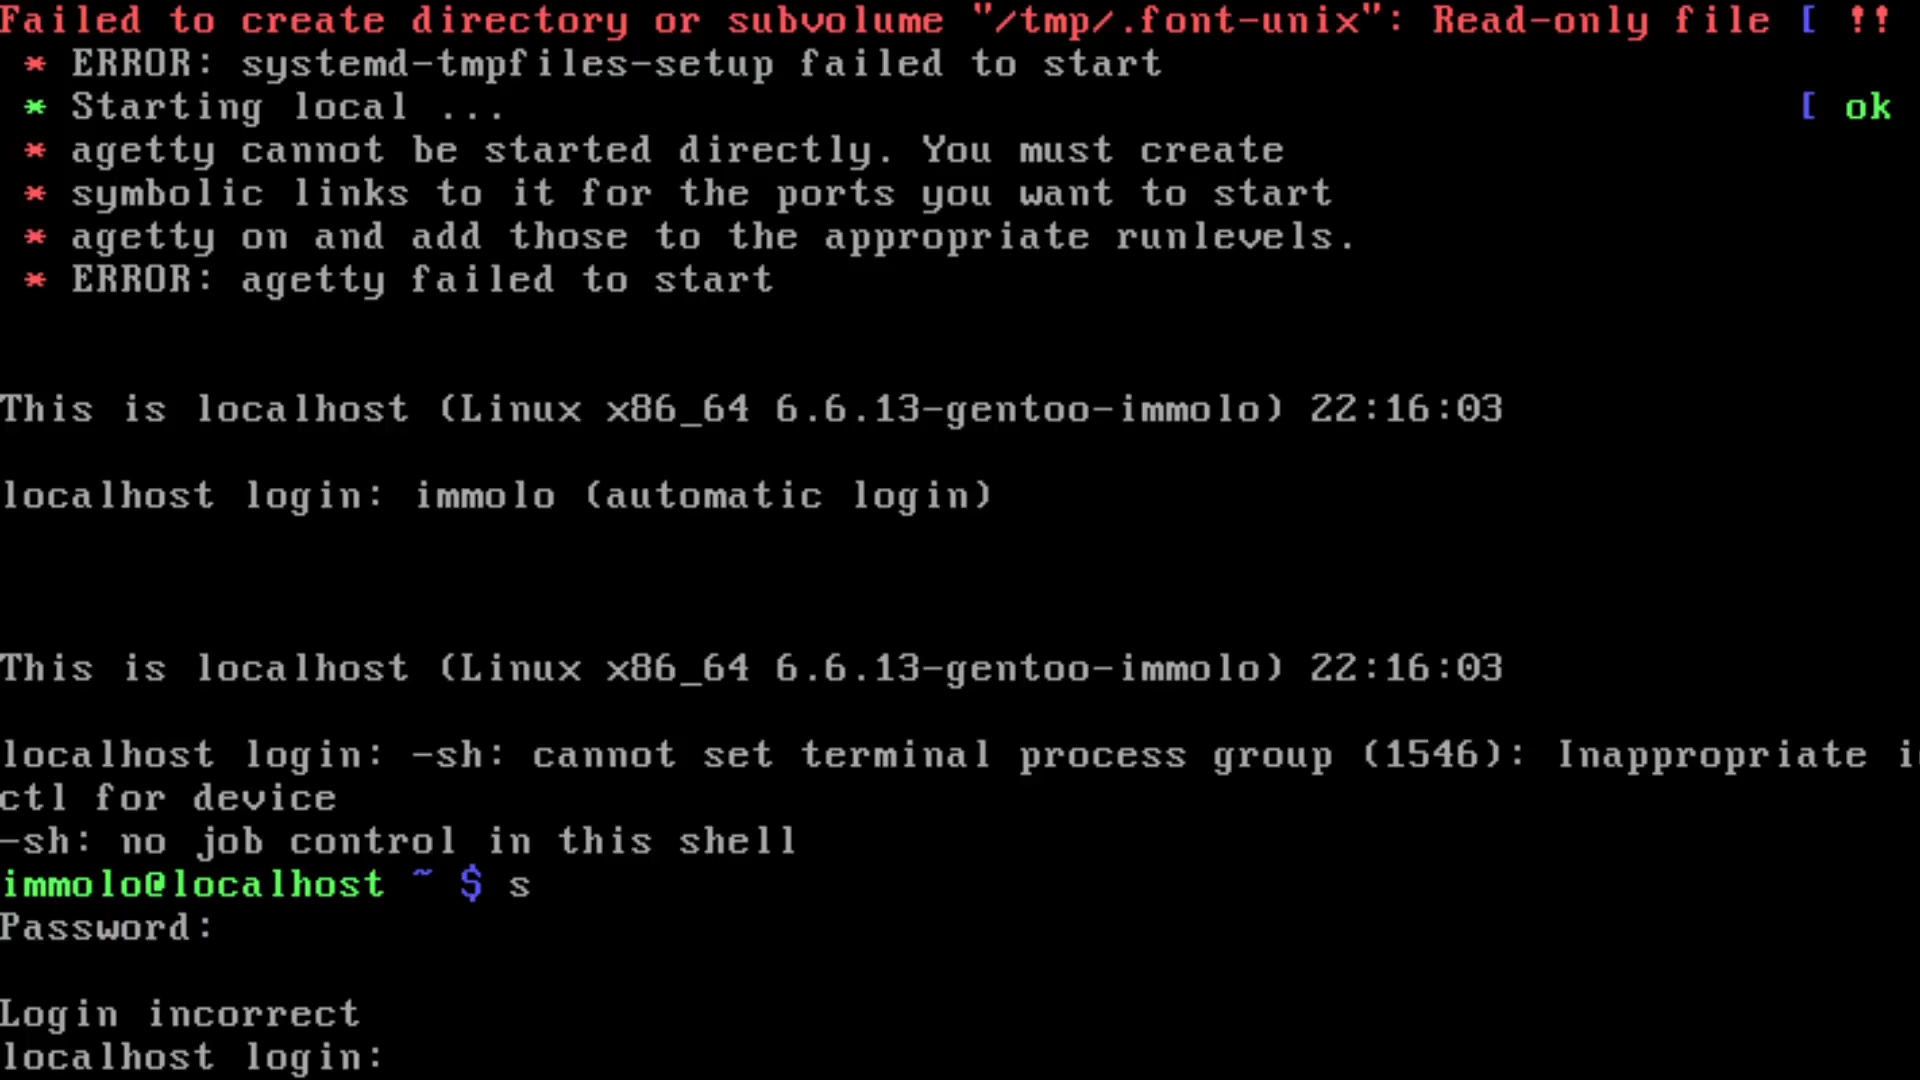 Failed to create directory or subvolume "/tmp/.font-unix": Read-only file [ !!
* ERROR: systemd-tmpfiles-setup failed to start
* Starting local ... [ ok
* agetty cannot be started directly. You must create
* symbolic links to it for the ports you want to start
* agetty on and add those to the appropriate runlevels.
* ERROR: agetty failed to start
This is localhost (Linux x86_64 6.6.13-gentoo-immolo) 22:16:03
localhost login: immolo (automatic login)
This is localhost (Linux x86_64 6.6.13-gentoo-immolo) 22:16:03
localhost login: -sh: cannot set terminal process group (1546): Inappropriate i
ctl for device
-sh: no job control in this shell
immolo@localhost ~ $ s
Password:
Login incorrect
localhost login: